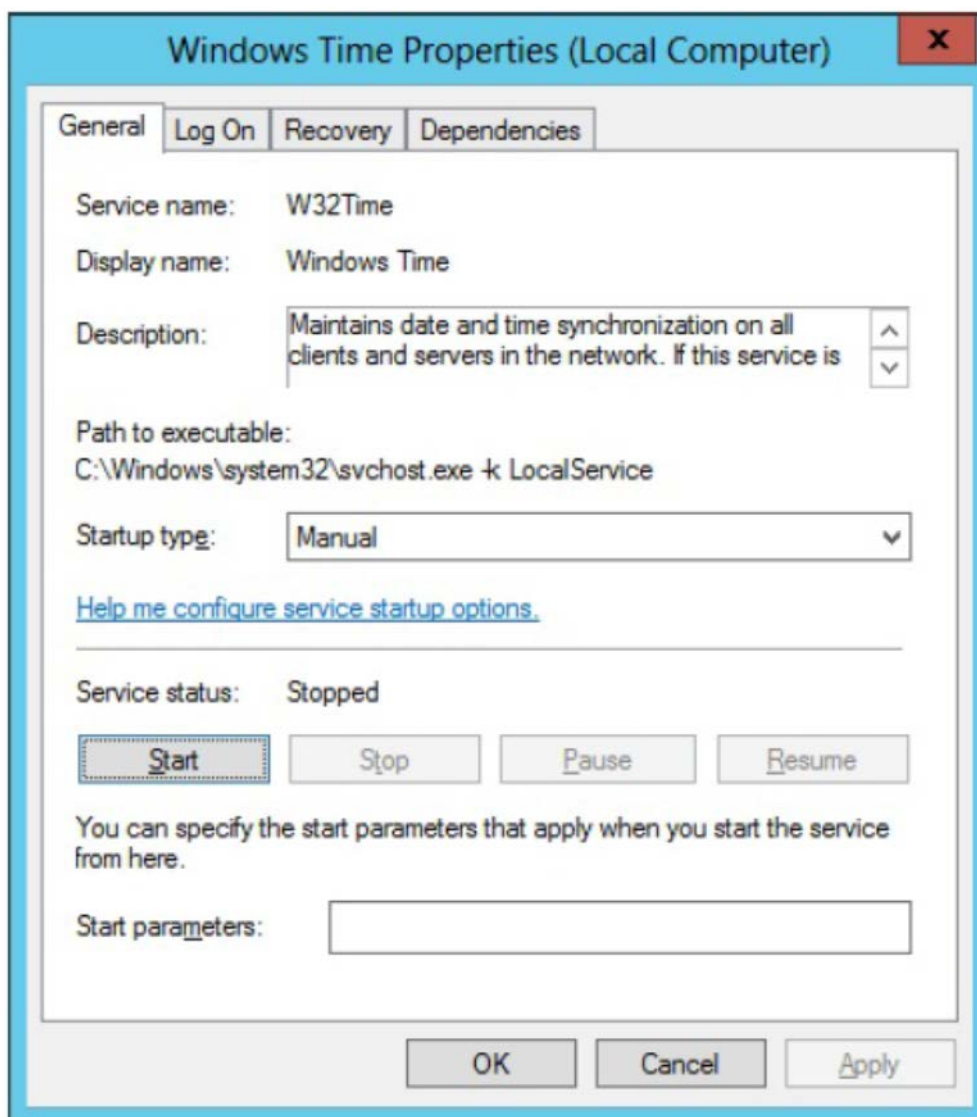 Windows Time Properties (Local Computer)
x
General Log On Recovery Dependencies
Service name: W32Time
Display name: Windows Time
Description: Maintains date and time synchronization on all
clients and servers in the network. If this service is
Path to executable:
C:\Windows\system32\svchost.exe -k LocalService
Startup type: Manual
Help me configure service startup options.
Service status: Stopped
Start Stop Pause Resume
You can specify the start parameters that apply when you start the service
from here.
Start parameters:
OK Cancel Apply